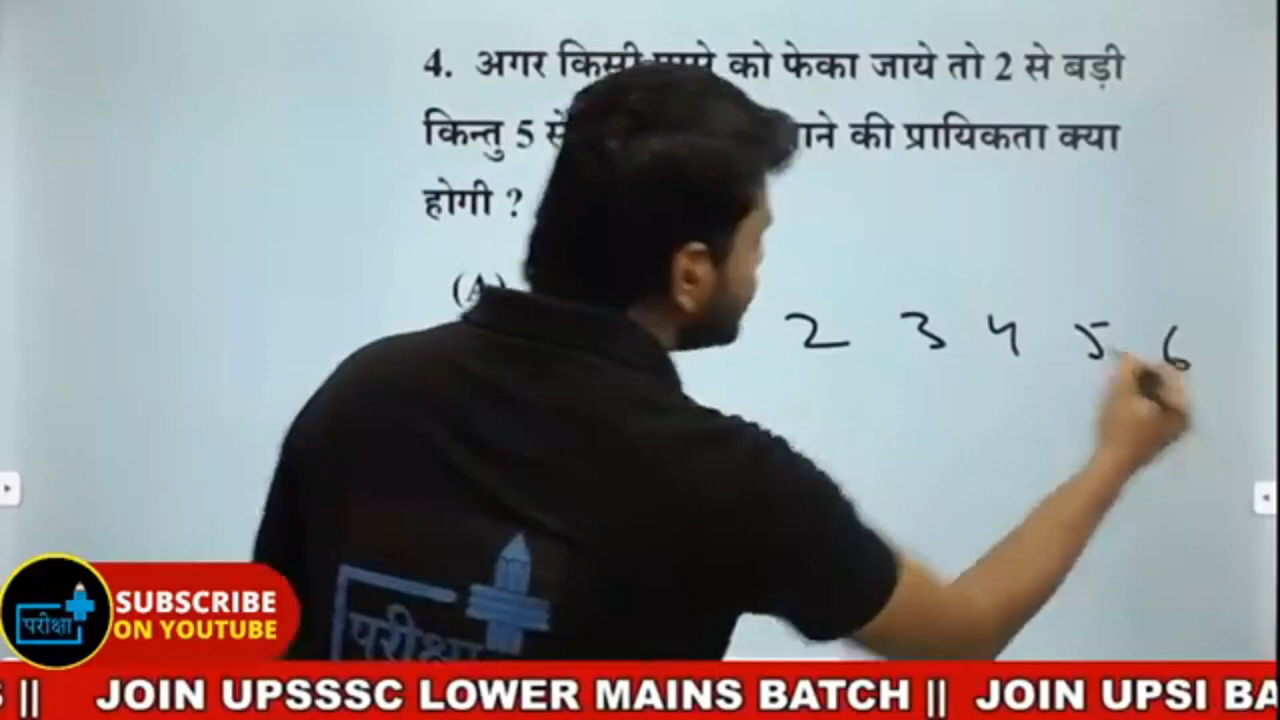 4. अगर किसी को फेका जाये तो 2 से बड़ी
किन्तु 5 से की प्रायिकता क्या
होगी ?
(A)
2 3 4 5 6
परीक्षा
परीक्षा
SUBSCRIBE
ON YOUTUBE
|| JOIN UPSSSC LOWER MAINS BATCH || JOIN UPSI